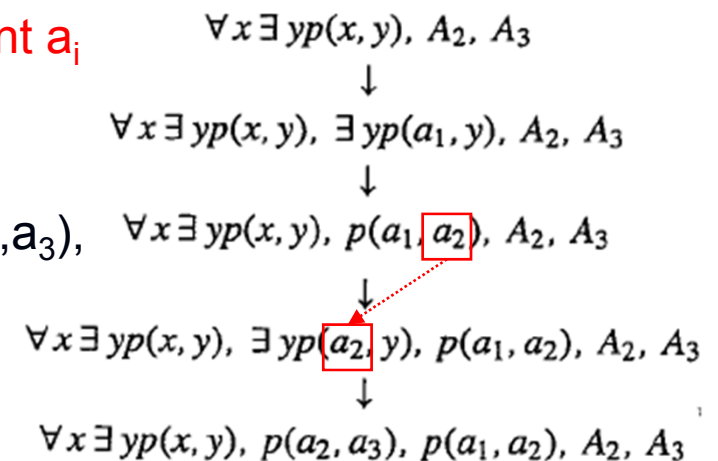 nt aᵢ
∀x∃yp(x, y), A₂, A₃
↓
∀x∃yp(x, y), ∃yp(a₁, y), A₂, A₃
↓
,a₃), ∀x∃yp(x, y), p(a₁, a₂), A₂, A₃
↓
∀x∃yp(x, y), ∃yp(a₂, y), p(a₁, a₂), A₂, A₃
↓
∀x∃yp(x, y), p(a₂, a₃), p(a₁, a₂), A₂, A₃